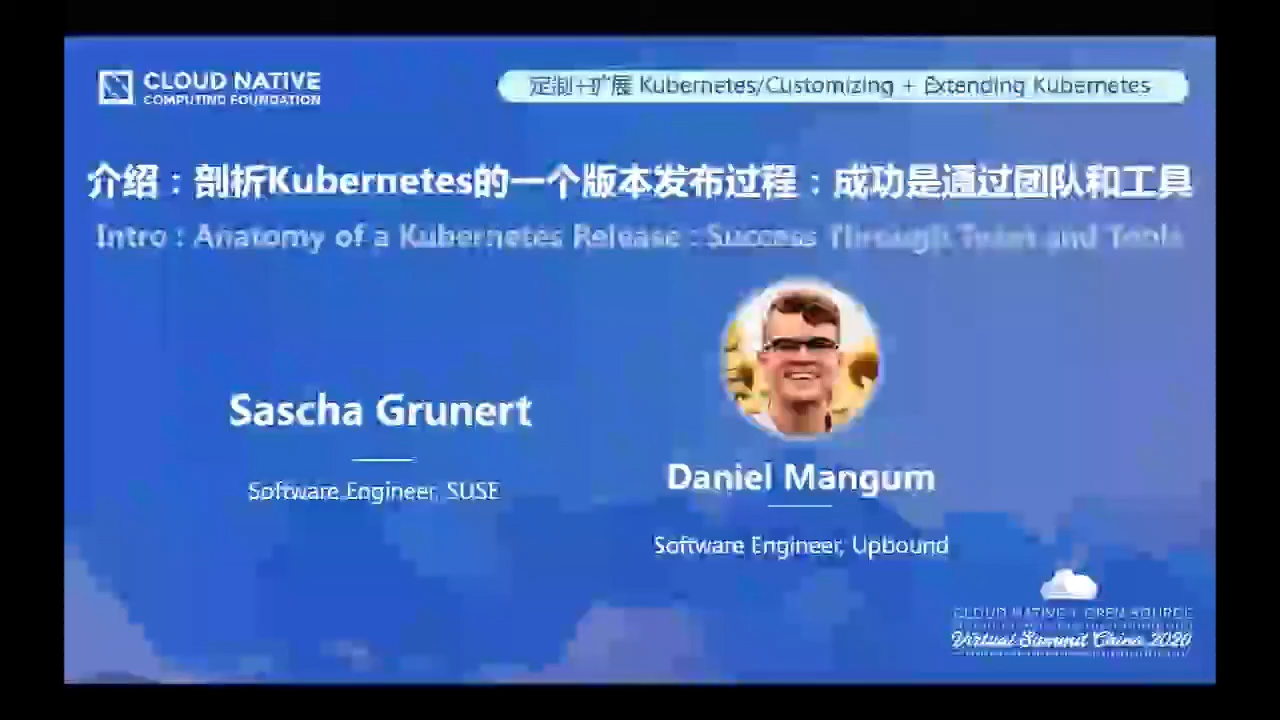 CLOUD NATIVE
COMPUTING FOUNDATION
定制+扩展 Kubernetes/Customizing + Extending Kubernetes
介绍：剖析Kubernetes的一个版本发布过程：成功是通过团队和工具
Intro : Anatomy of a Kubernetes Release : Success Through Team and Tools
Sascha Grunert
Software Engineer, SUSE
Daniel Mangum
Software Engineer, Upbound
CLOUD NATIVE + OPEN SOURCE
Virtual Summit China 2020